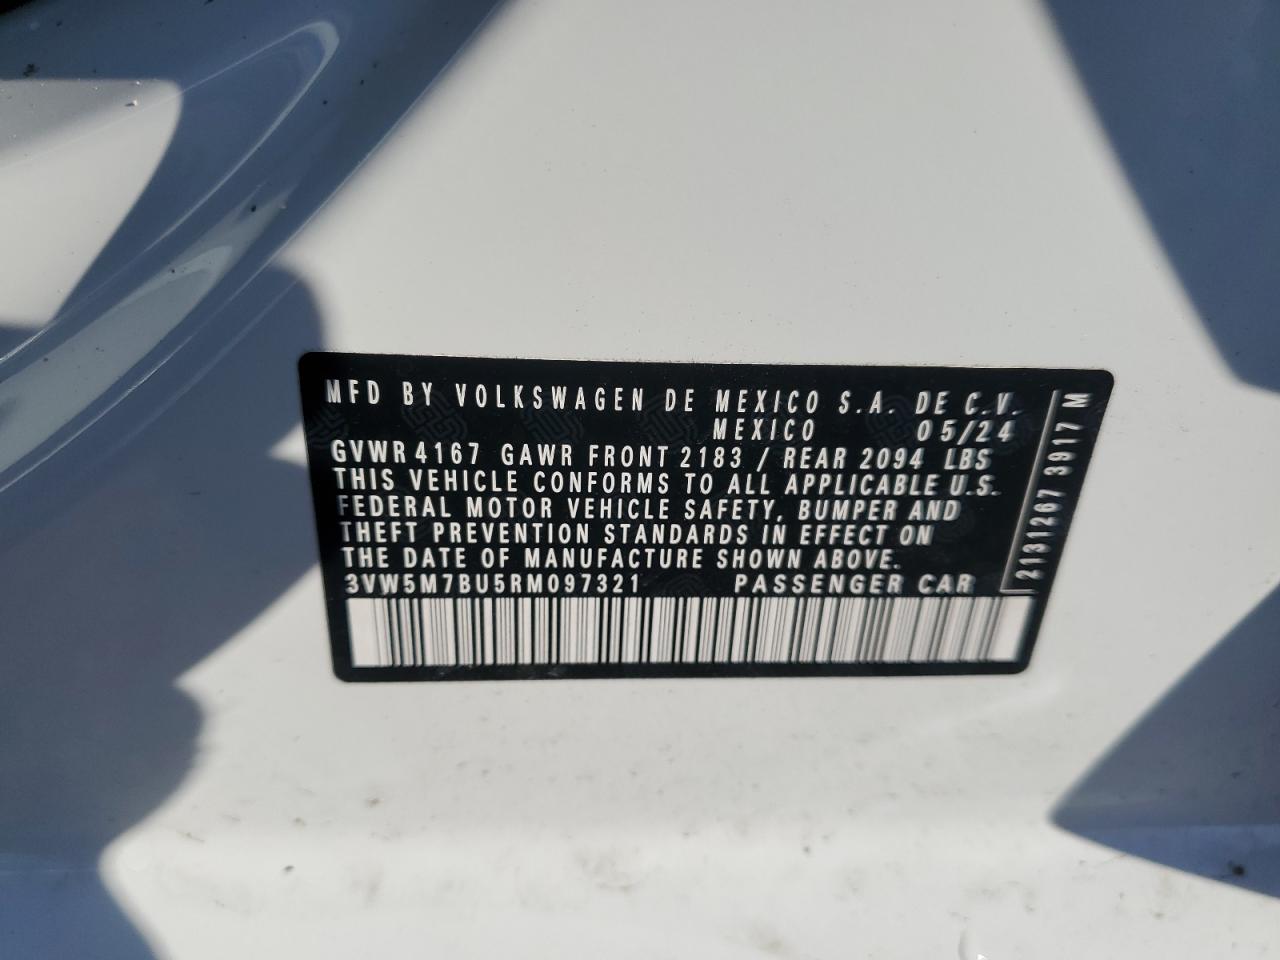 MFD BY VOLKSWAGEN DE MEXICO S.A. DE C.V.
MEXICO 05/24
GVWR 4167 GAWR FRONT 2183 / REAR 2094 LBS
THIS VEHICLE CONFORMS TO ALL APPLICABLE U.S.
FEDERAL MOTOR VEHICLE SAFETY, BUMPER AND
THEFT PREVENTION STANDARDS IN EFFECT ON
THE DATE OF MANUFACTURE SHOWN ABOVE.
3VW5M7BU5RM097321 PASSENGER CAR
2131267 3917 M